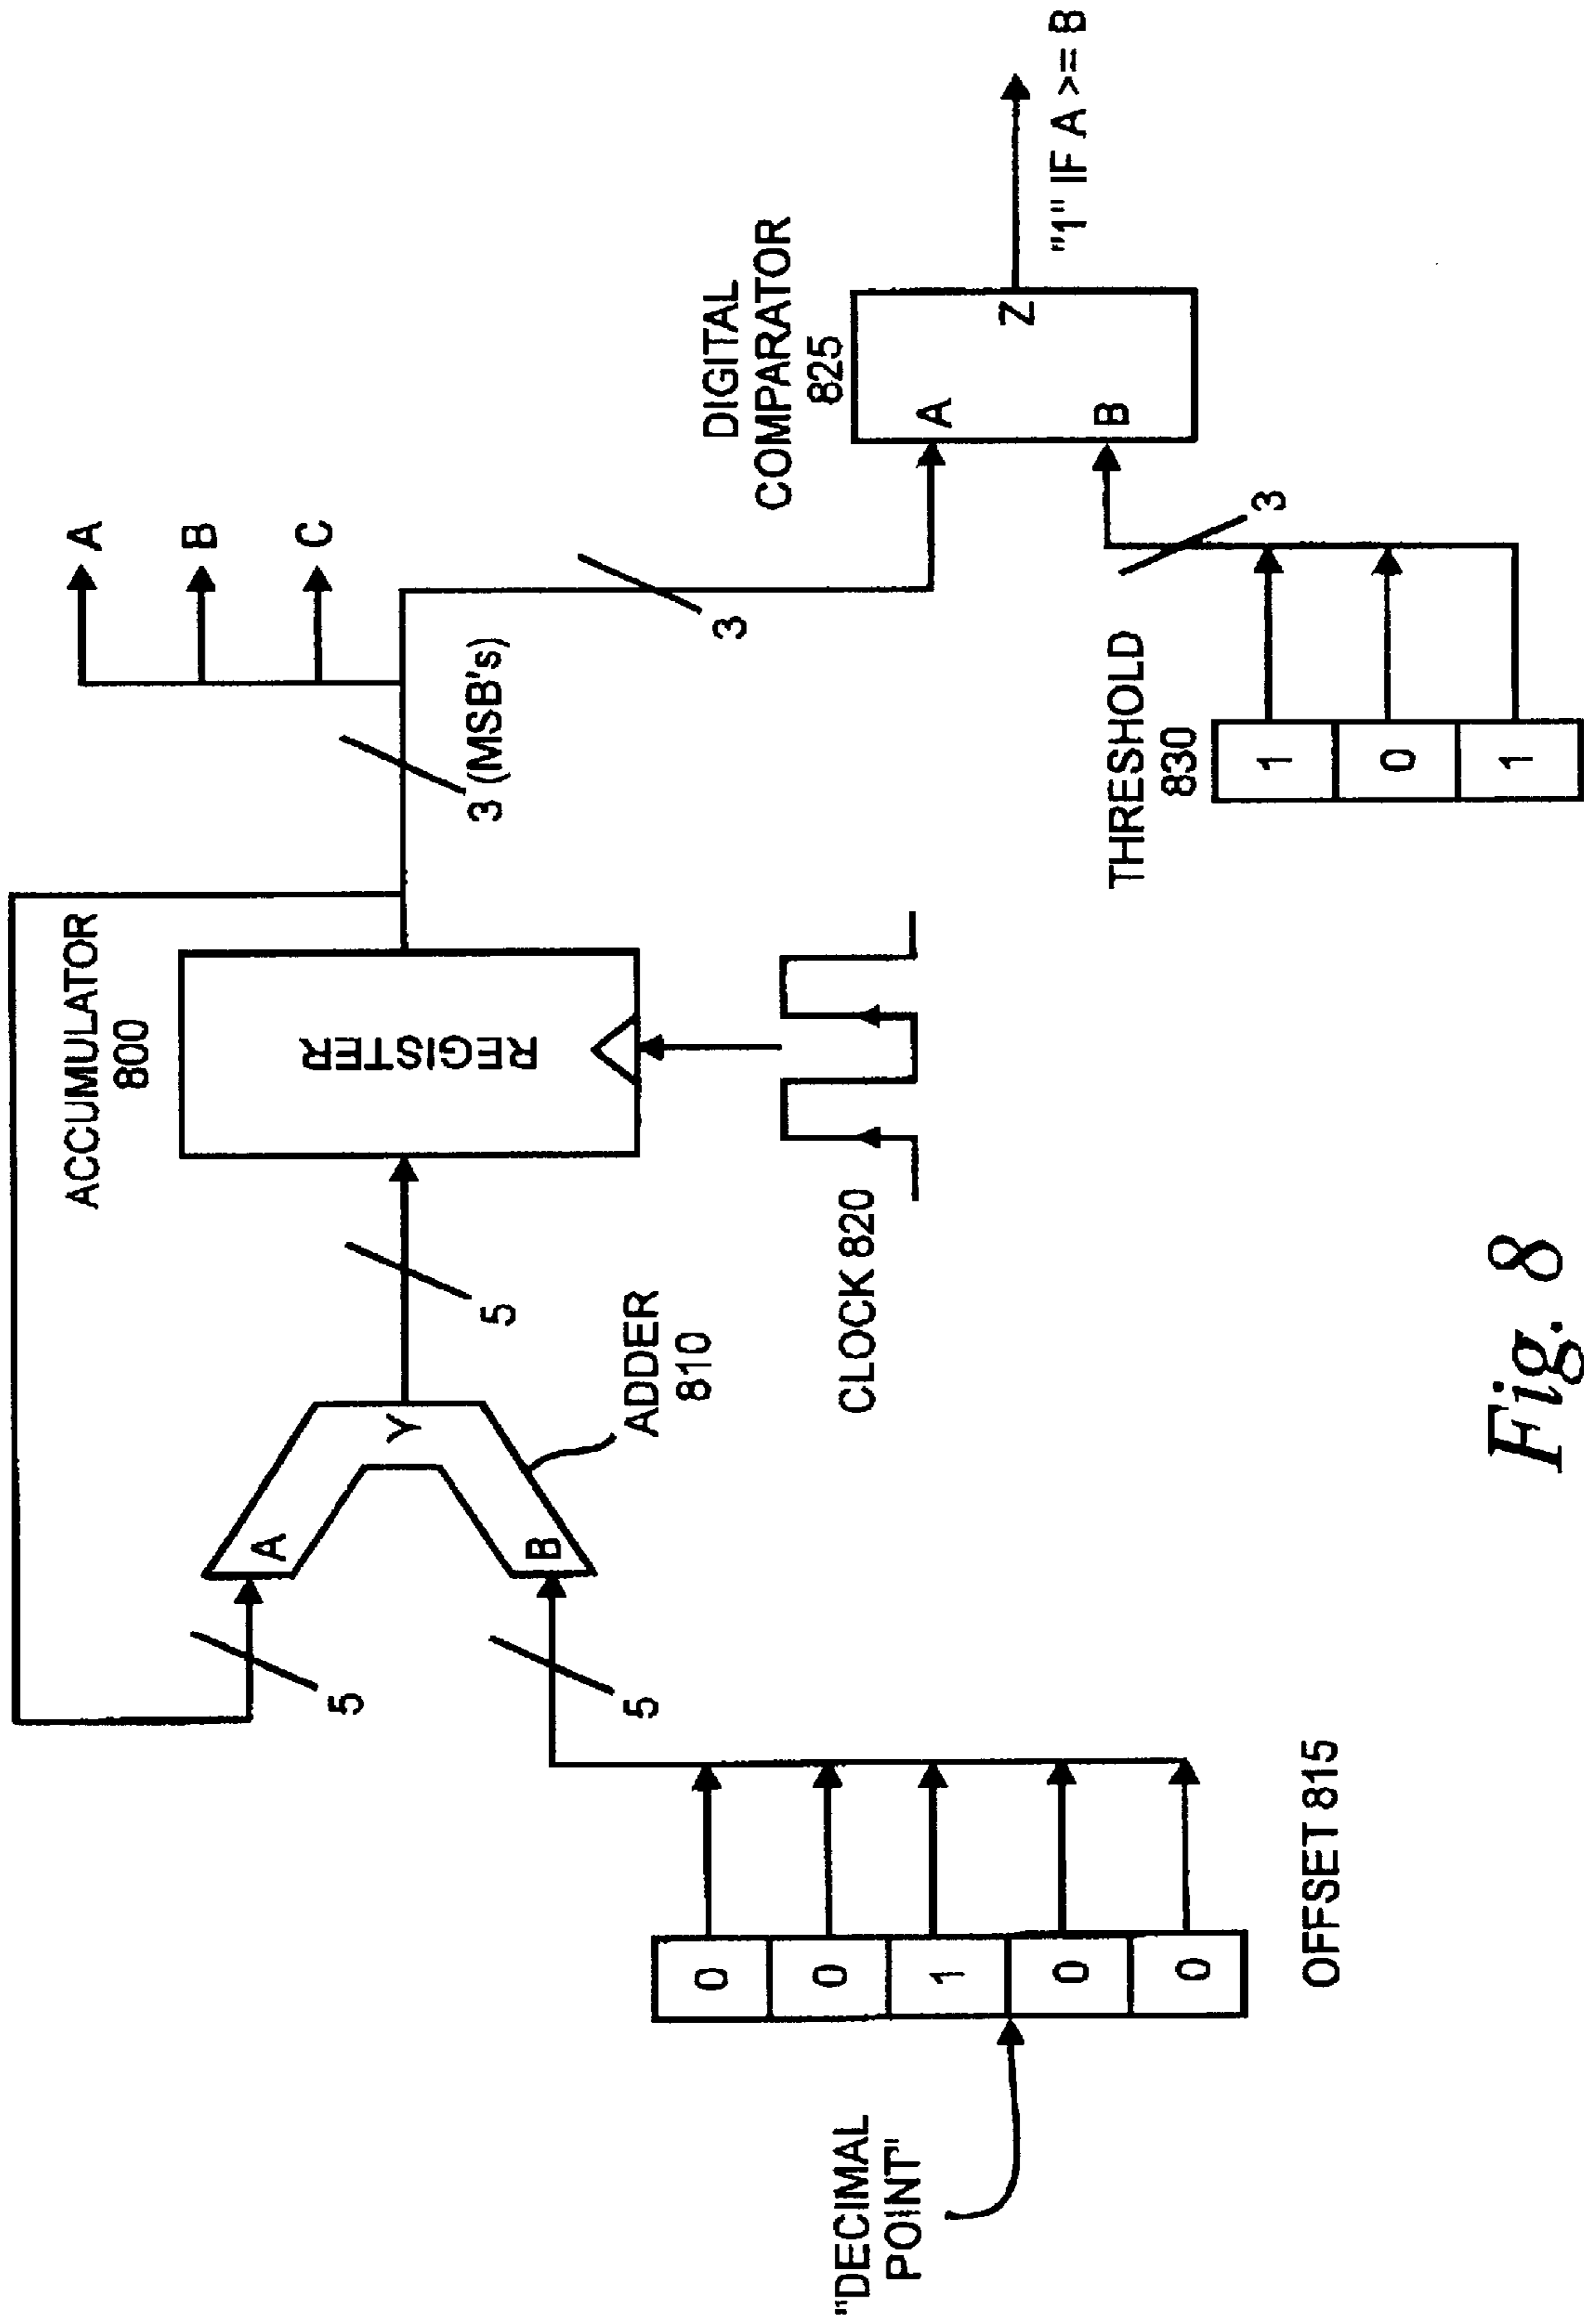 ACCUMULATOR
800
A
B
C
REGISTER
3 (MSB's)
5
A
Y
B
5
5
ADDER
810
CLOCK 820
3
DIGITAL
COMPARATOR
825
A
B
Z
"1" IF A >= B
3
THRESHOLD
830
1
0
1
"DECIMAL
POINT"
0
0
1
0
0
OFFSET 815
Fig. 8